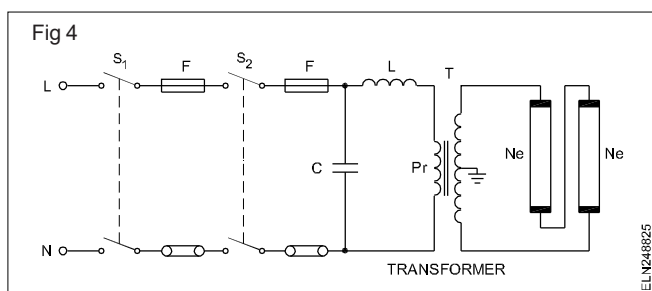 Fig 4
S1 F S2 F L T
L
C Pr Ne Ne
N
TRANSFORMER
ELN248825